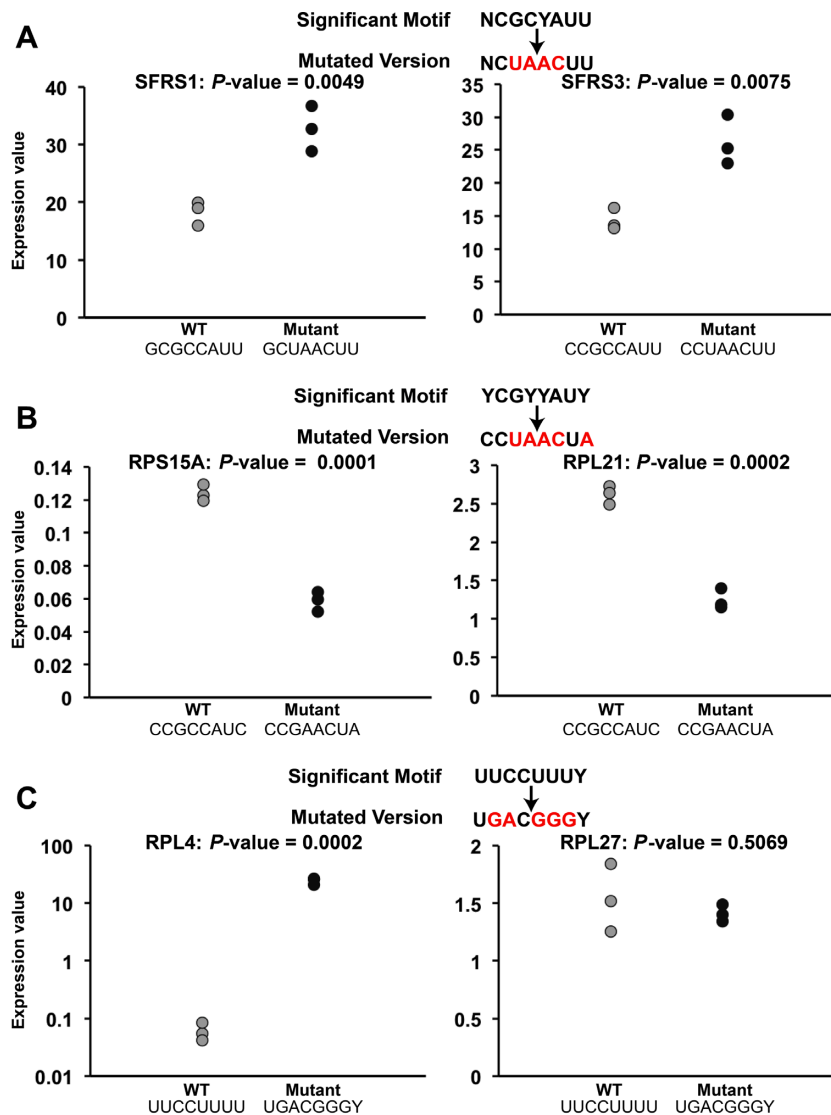 A
Significant Motif NCGCYAUU
Mutated Version NCUAACUU
SFRS1: P-value = 0.0049
Expression value
40
30
20
10
0
WT Mutant
GCGCCAUU GCUAACUU
SFRS3: P-value = 0.0075
35
30
25
20
15
10
5
0
WT Mutant
CCGCCAUU CCUAACUU
B
Significant Motif YCGYYAUY
Mutated Version CCUAACUA
RPS15A: P-value = 0.0001
Expression value
0.14
0.12
0.1
0.08
0.06
0.04
0.02
0
WT Mutant
CCGCCAUC CCGAACUA
RPL21: P-value = 0.0002
3
2.5
2
1.5
1
0.5
0
WT Mutant
CCGCCAUC CCGAACUA
C
Significant Motif UUCCUUUY
Mutated Version UGACGGGY
RPL4: P-value = 0.0002
Expression value
100
10
1
0.1
0.01
WT Mutant
UUCCUUUU UGACGGGY
RPL27: P-value = 0.5069
2
1.5
1
0.5
0
WT Mutant
UUCCUUUU UGACGGGY